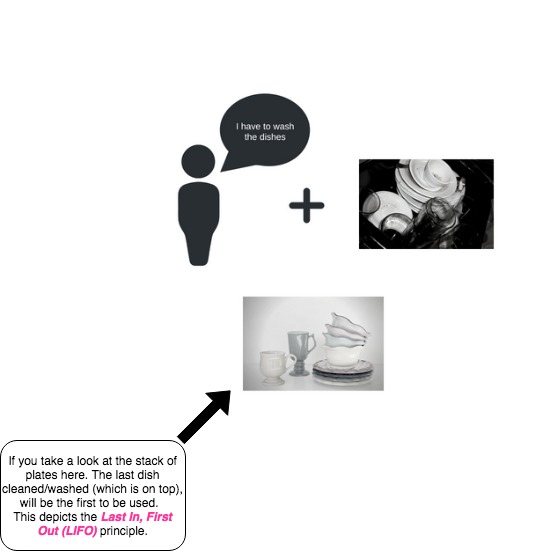 I have to wash
the dishes
If you take a look at the stack of
plates here. The last dish
cleaned/washed (which is on top),
will be the first to be used.
This depicts the Last In, First
Out (LIFO) principle.